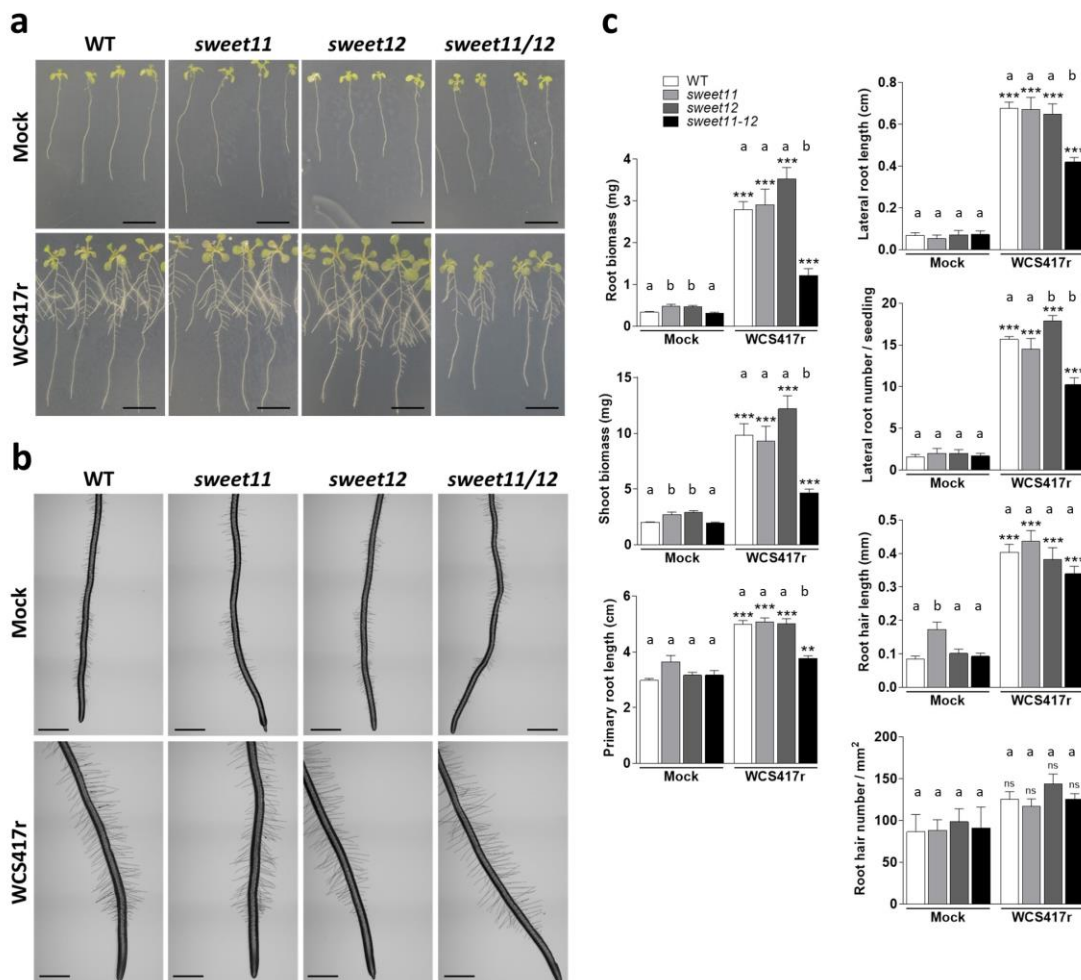 a
WT sweet11 sweet12 sweet11/12
Mock
WCS417r
b
WT sweet11 sweet12 sweet11/12
Mock
WCS417r
c
WT
sweet11
sweet12
sweet11-12
Root biomass (mg)
4
3
2
1
0
a b b a
a a a b
*** *** *** ***
Mock WCS417r
Shoot biomass (mg)
15
10
5
0
a b b a
a a a b
*** *** *** ***
Mock WCS417r
Primary root length (cm)
6
4
2
0
a a a a
a a a b
*** *** *** **
Mock WCS417r
Lateral root length (cm)
0.8
0.6
0.4
0.2
0.0
a a a a
a a a b
*** *** *** ***
Mock WCS417r
Lateral root number / seedling
20
15
10
5
0
a a a a
a a b b
*** *** *** ***
Mock WCS417r
Root hair length (mm)
0.5
0.4
0.3
0.2
0.1
0.0
a b a a
a a a a
*** *** *** ***
Mock WCS417r
Root hair number / mm²
200
150
100
50
0
a a a a
a a a a
ns ns ns ns
Mock WCS417r